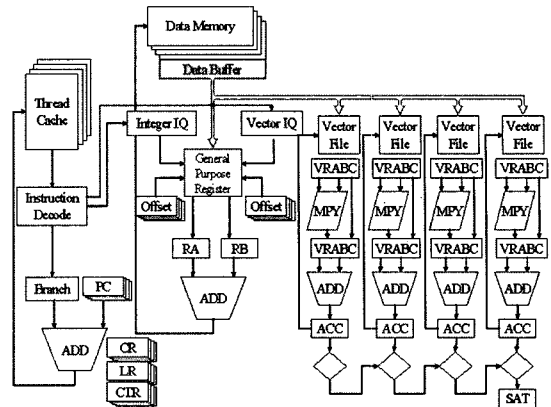 Data Memory
Data Buffer
Thread
Cache
Integer IQ
Vector IQ
Vector
File
Vector
File
Vector
File
Vector
File
General
Purpose
Register
VRABC
VRABC
VRABC
VRABC
Instruction
Decode
Offset
Offset
MPY
MPY
MPY
MPY
RA
RB
VRABC
VRABC
VRABC
VRABC
Branch
PC
ADD
ADD
ADD
ADD
ADD
ADD
ACC
ACC
ACC
ACC
CR
LR
CTR
SAT